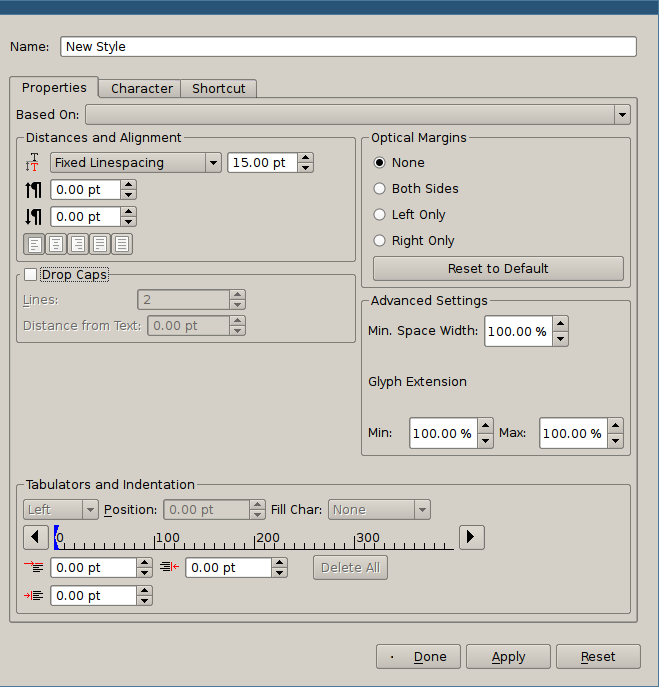 Name: New Style
Properties Character Shortcut
Based On:
Distances and Alignment
Fixed Linespacing 15.00 pt
0.00 pt
0.00 pt
Drop Caps
Lines: 2
Distance from Text: 0.00 pt
Optical Margins
None
Both Sides
Left Only
Right Only
Reset to Default
Advanced Settings
Min. Space Width: 100.00 %
Glyph Extension
Min: 100.00 % Max: 100.00 %
Tabulators and Indentation
Left Position: 0.00 pt Fill Char: None
0 100 200 300
0.00 pt 0.00 pt Delete All
0.00 pt
Done Apply Reset